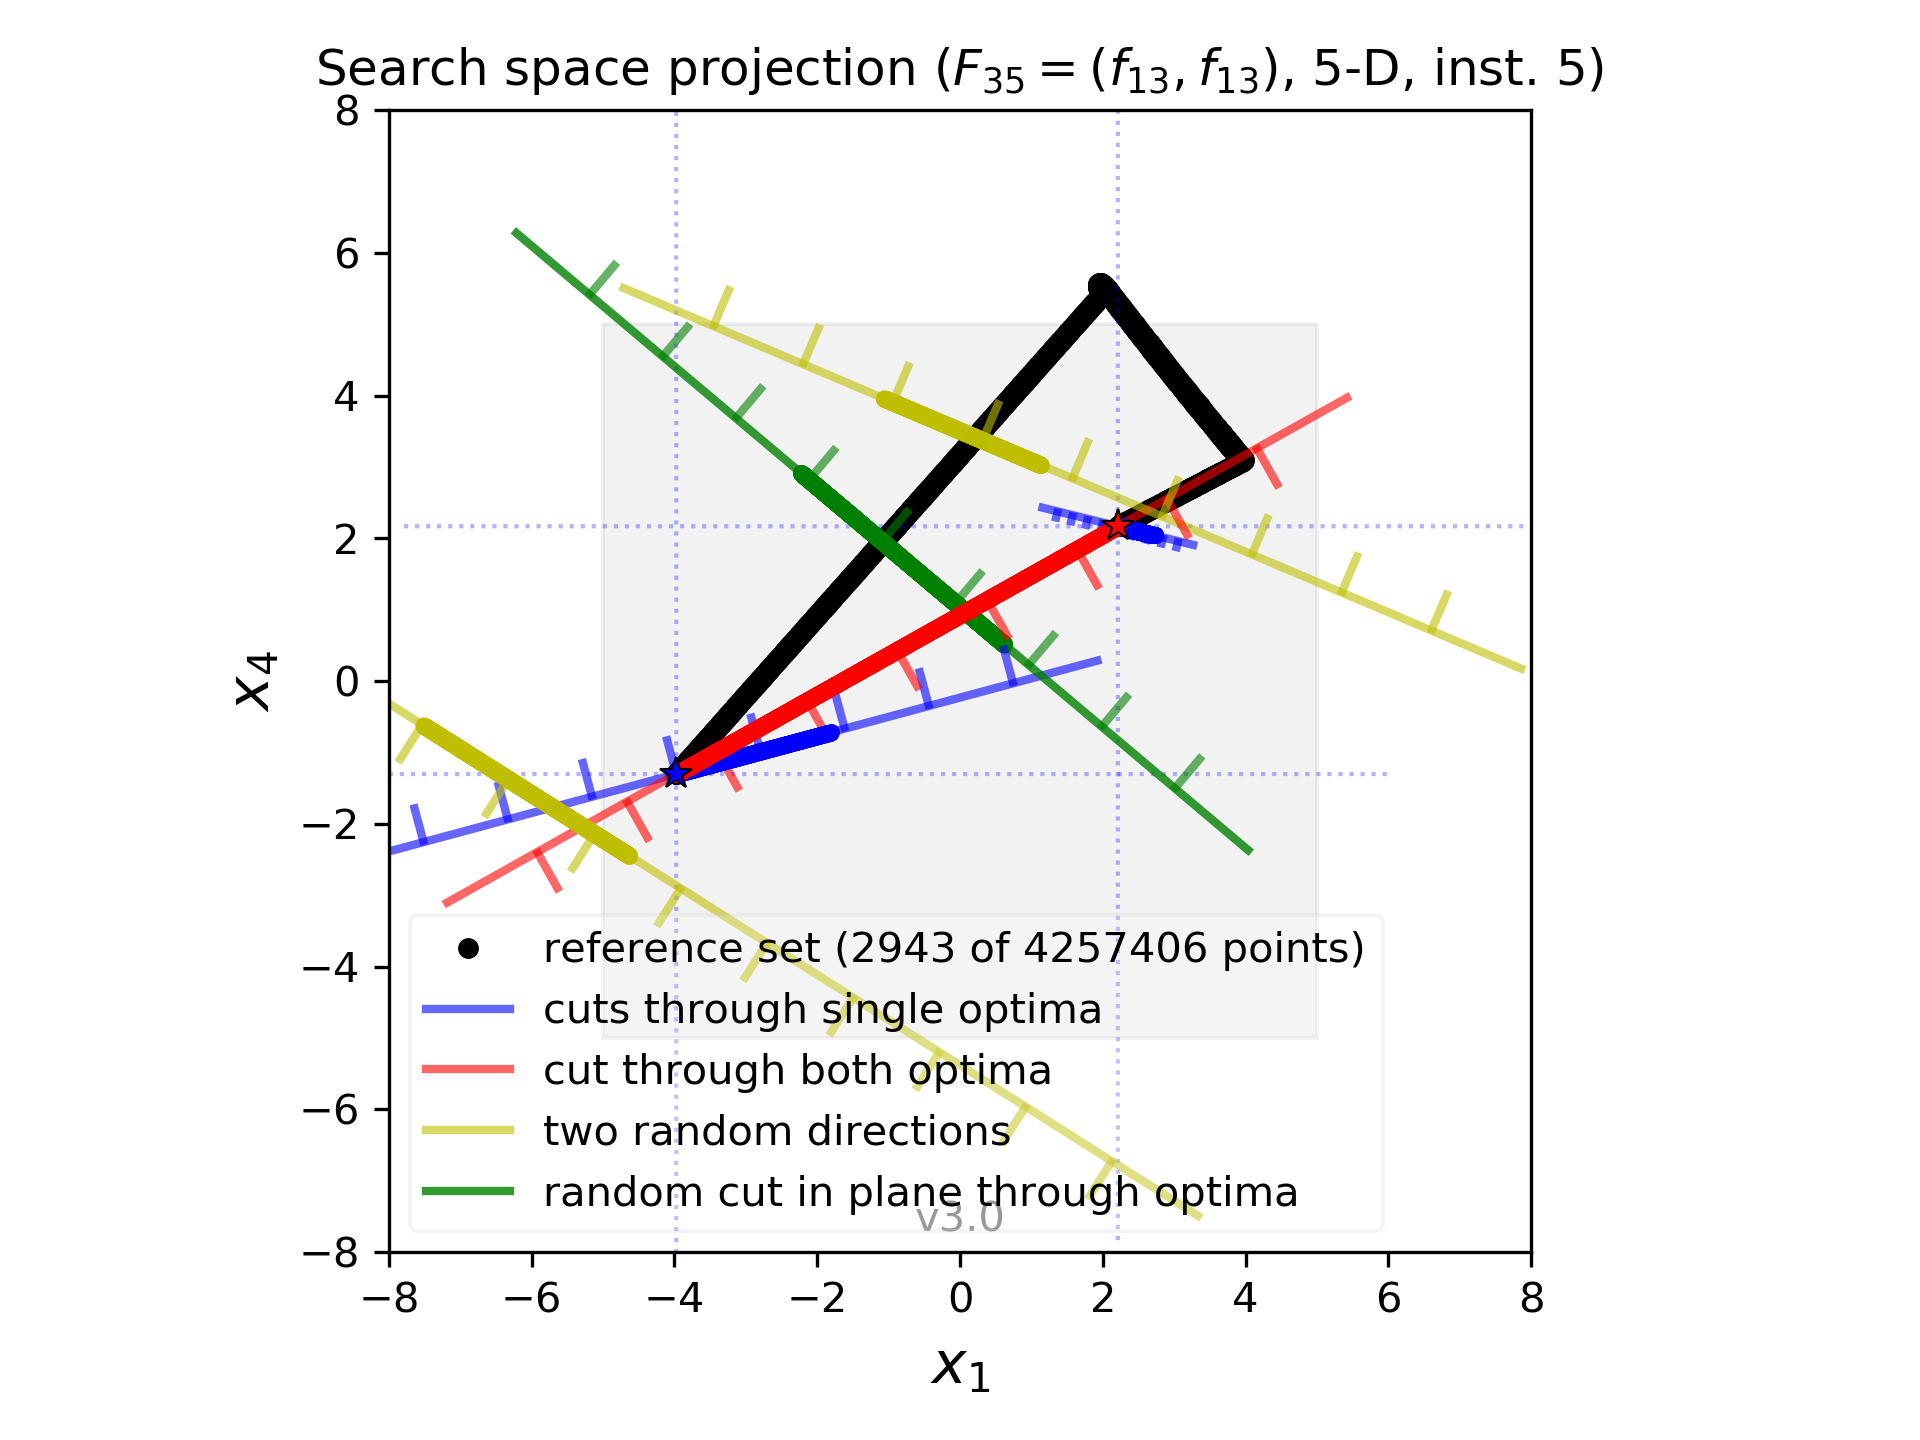 Search space projection (F35 = (f13, f13), 5-D, inst. 5)
8
6
4
2
0
−2
−4
−6
−8
x4
reference set (2943 of 4257406 points)
cuts through single optima
cut through both optima
two random directions
random cut in plane through optima
v3.0
−8 −6 −4 −2 0 2 4 6 8
x1